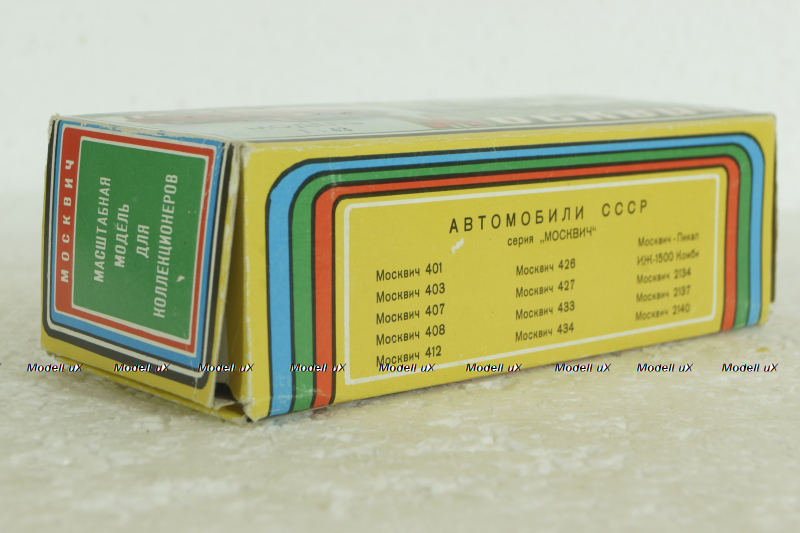 МОСКВИЧ
МАСШТАБНАЯ
МОДЕЛЬ
ДЛЯ
КОЛЛЕКЦИОНЕРОВ
АВТОМОБИЛИ СССР
серия „МОСКВИЧ“
Москвич 401
Москвич 403
Москвич 407
Москвич 408
Москвич 412
Москвич 426
Москвич 427
Москвич 433
Москвич 434
Москвич-Пикап
ИЖ-1500 Комби
Москвич 2134
Москвич 2137
Москвич 2140
Modell uX Modell uX Modell uX Modell uX Modell uX Modell uX Modell uX Modell uX Modell uX